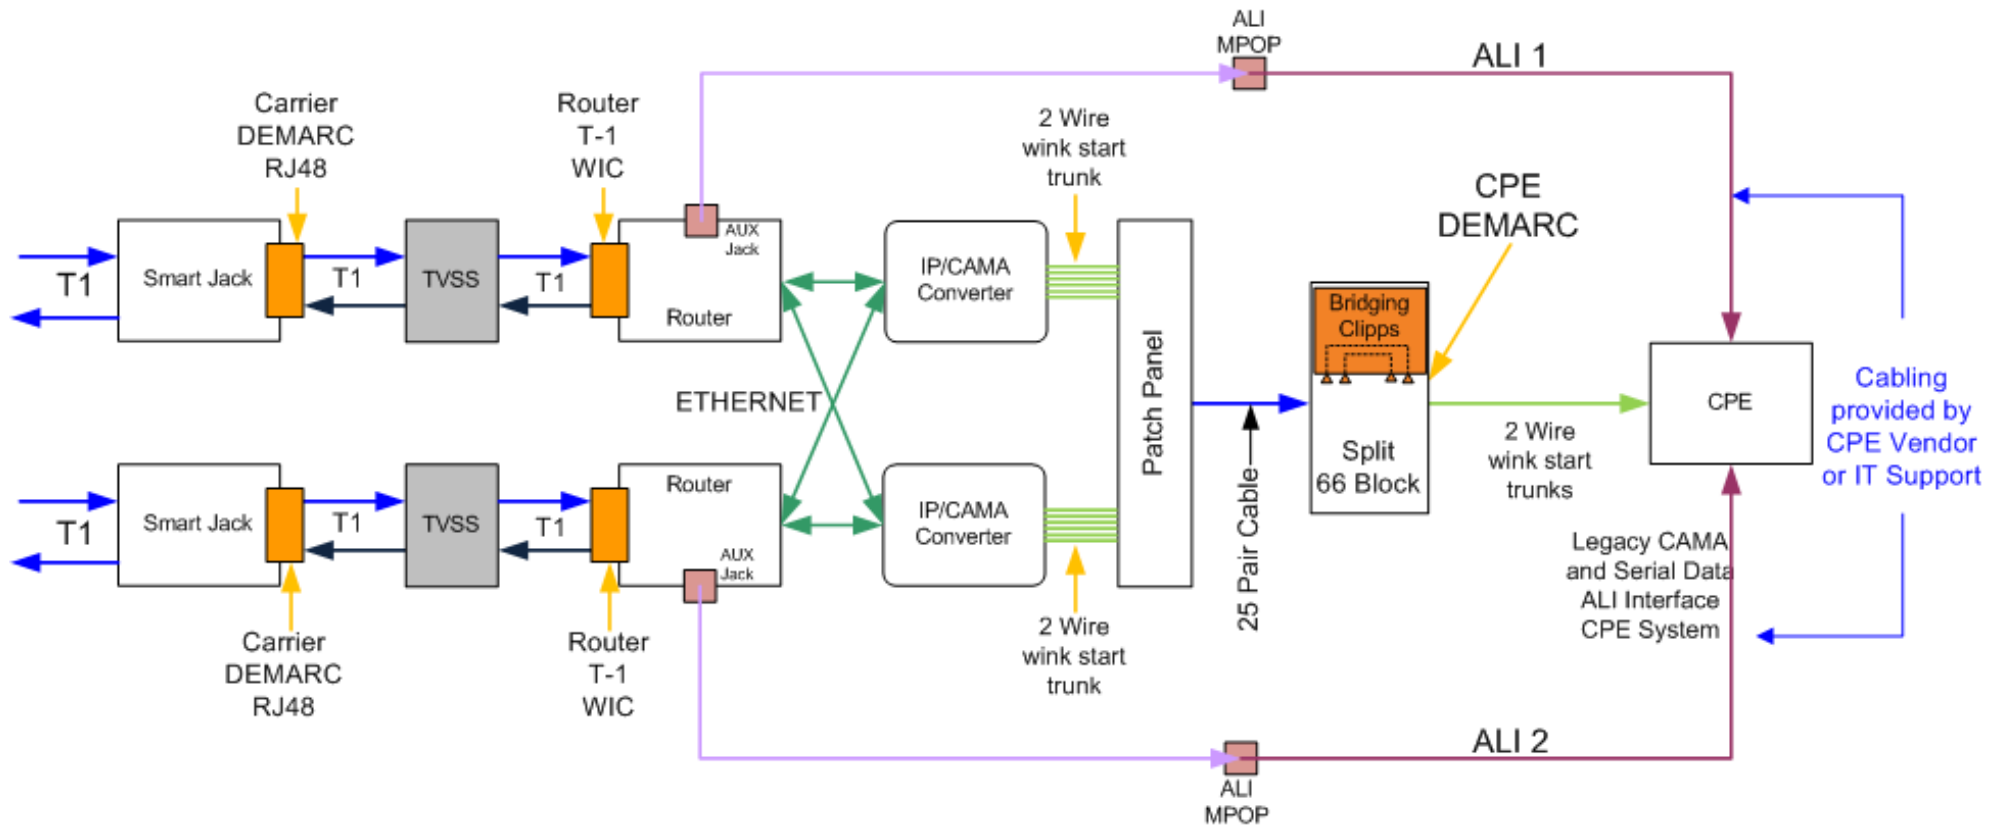 ALI
MPOP
ALI 1
Carrier
DEMARC
RJ48
Router
T-1
WIC
2 Wire
wink start
trunk
CPE
DEMARC
T1
Smart Jack
T1
TVSS
T1
AUX
Jack
Router
IP/CAMA
Converter
Patch Panel
Bridging
Clipps
Split
66 Block
ETHERNET
25 Pair Cable
2 Wire
wink start
trunks
CPE
Cabling
provided by
CPE Vendor
or IT Support
T1
Smart Jack
T1
TVSS
T1
Router
AUX
Jack
IP/CAMA
Converter
Legacy CAMA
and Serial Data
ALI Interface
CPE System
Carrier
DEMARC
RJ48
Router
T-1
WIC
2 Wire
wink start
trunk
ALI 2
ALI
MPOP